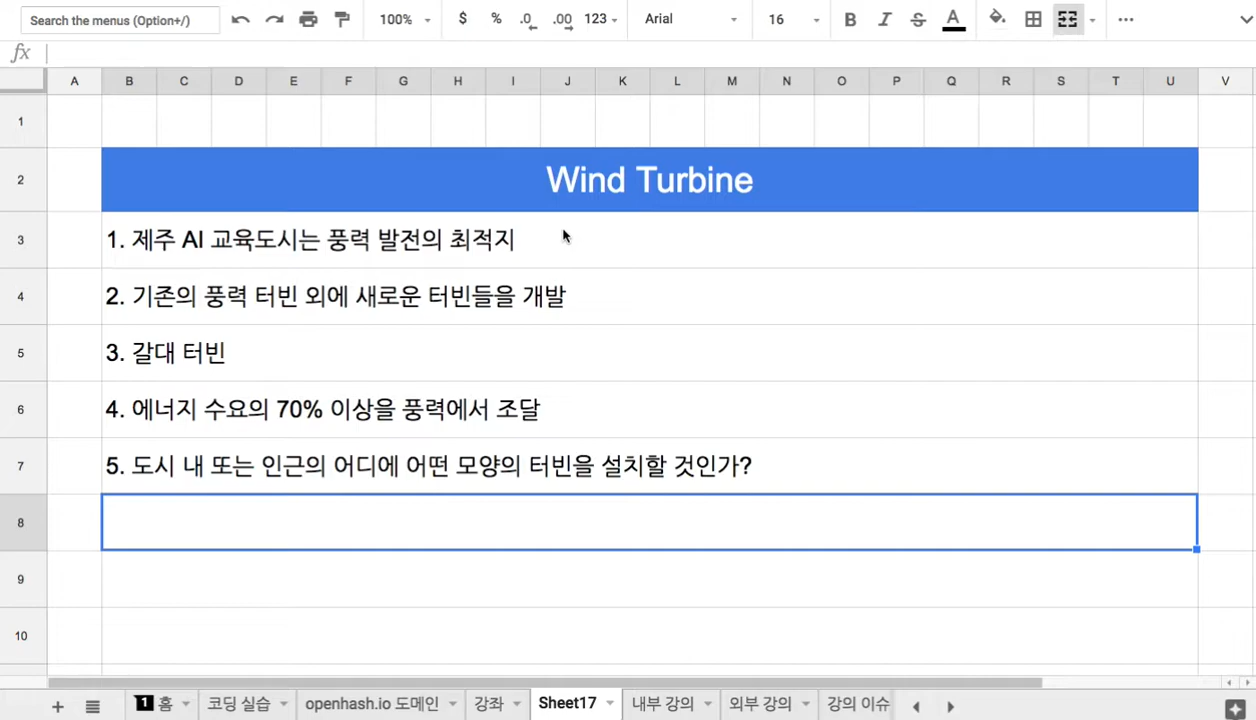 Search the menus (Option+/) 100% $ % .0 .00 123 Arial 16 B I S A
fx
A B C D E F G H I J K L M N O P Q R S T U V
1
2 Wind Turbine
3 1. 제주 AI 교육도시는 풍력 발전의 최적지
4 2. 기존의 풍력 터빈 외에 새로운 터빈들을 개발
5 3. 갈대 터빈
6 4. 에너지 수요의 70% 이상을 풍력에서 조달
7 5. 도시 내 또는 인근의 어디에 어떤 모양의 터빈을 설치할 것인가?
8
9
10
1 홈 코딩 실습 openhash.io 도메인 강좌 Sheet17 내부 강의 외부 강의 강의 이슈